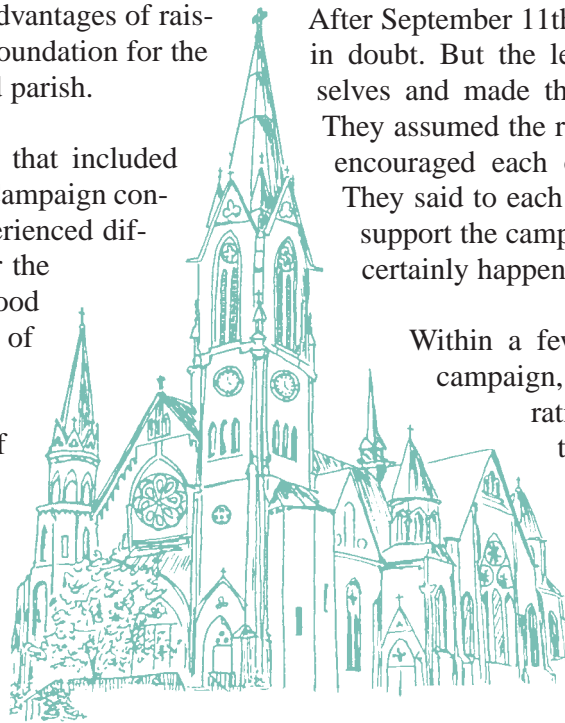 dvantages of rais-
oundation for the
d parish.
that included
ampaign con-
erienced dif-
r the
ood
of
f
After September 11th
in doubt. But the le
selves and made th
They assumed the r
encouraged each
They said to each
support the camp
certainly happen
Within a few
campaign,
rati
t